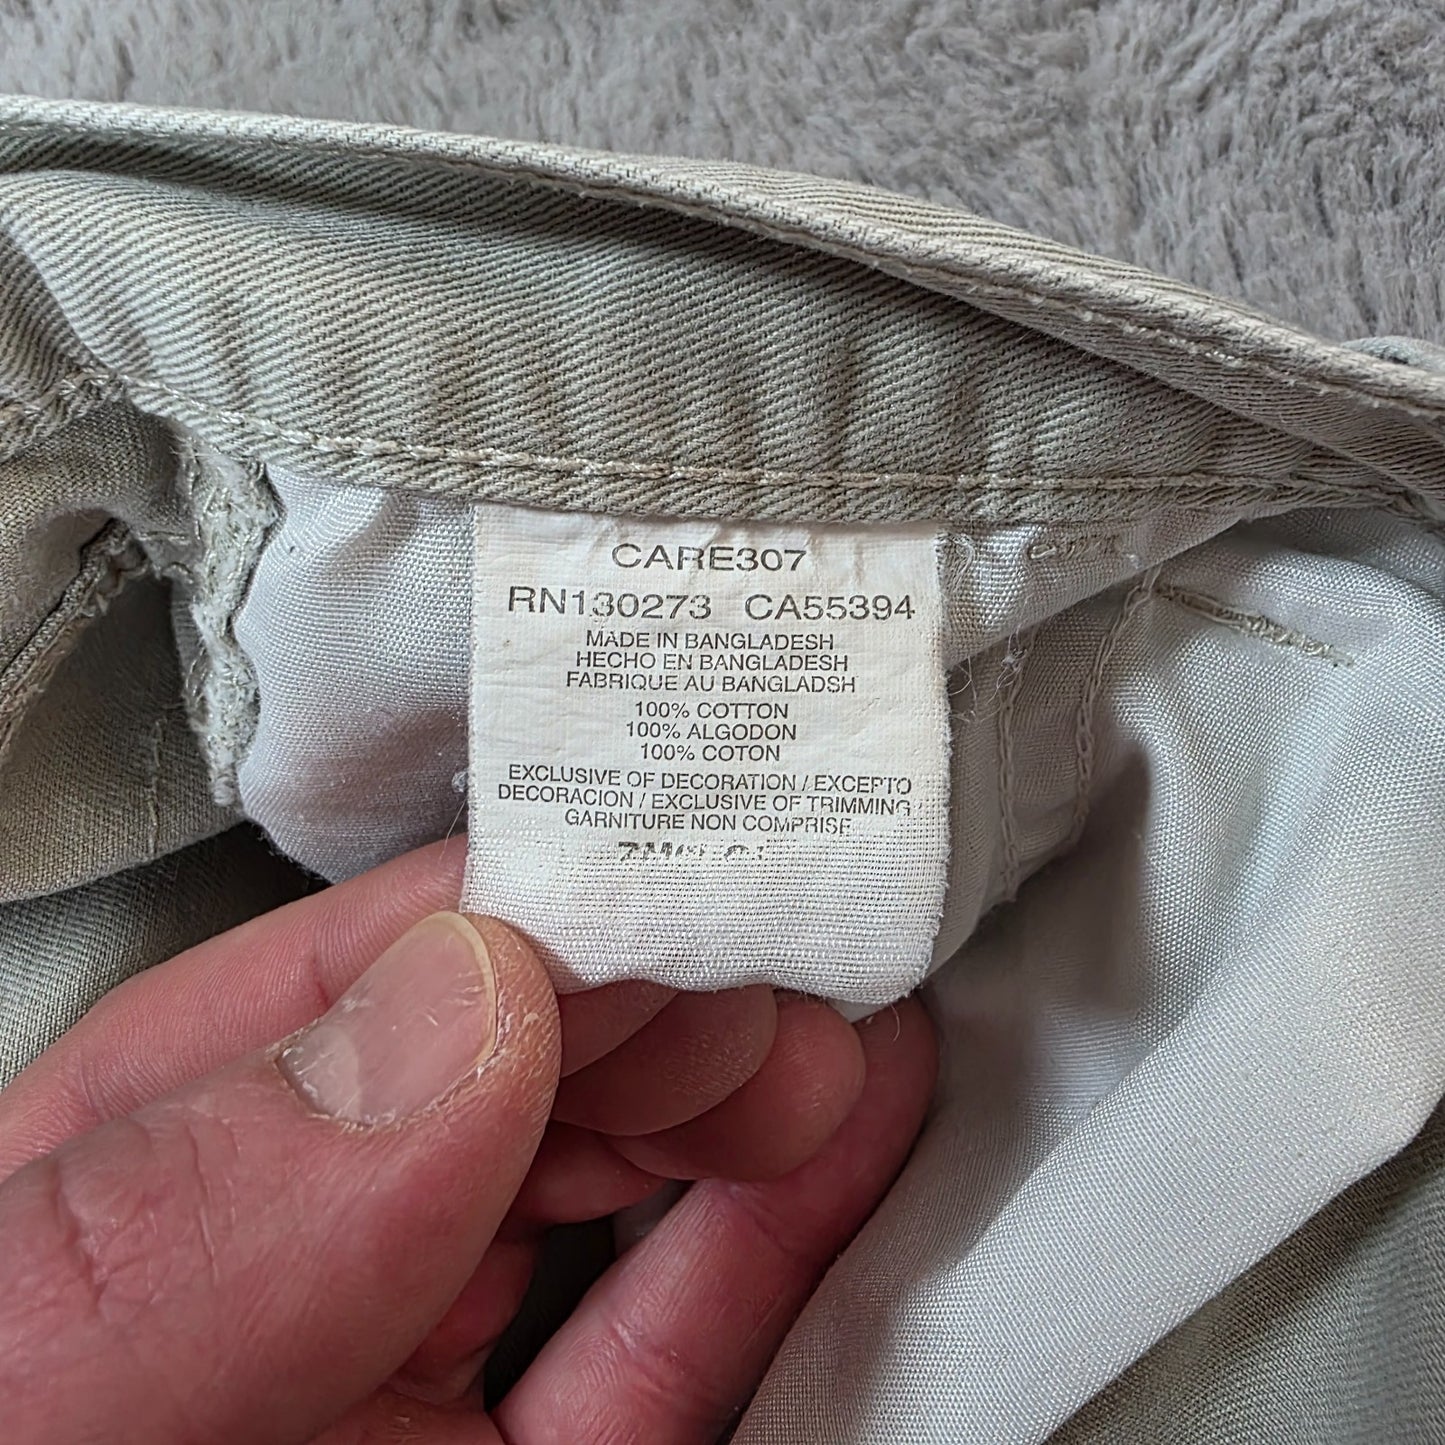 CARE307
RN130273 CA55394
MADE IN BANGLADESH
HECHO EN BANGLADESH
FABRIQUE AU BANGLADSH
100% COTTON
100% ALGODON
100% COTON
EXCLUSIVE OF DECORATION / EXCEPTO
DECORACION / EXCLUSIVE OF TRIMMING /
GARNITURE NON COMPRISE